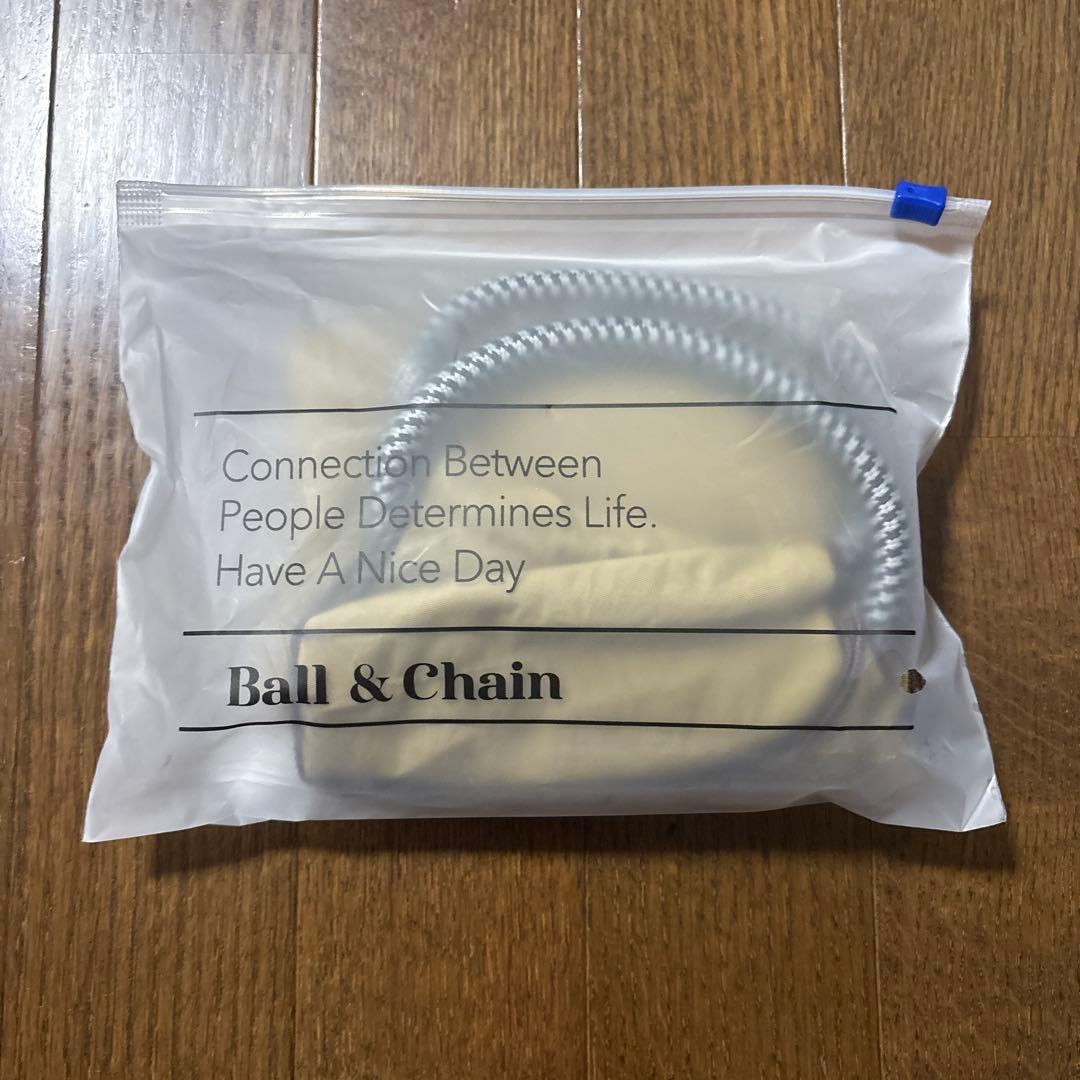 Connection Between
People Determines Life.
Have A Nice Day
Ball & Chain